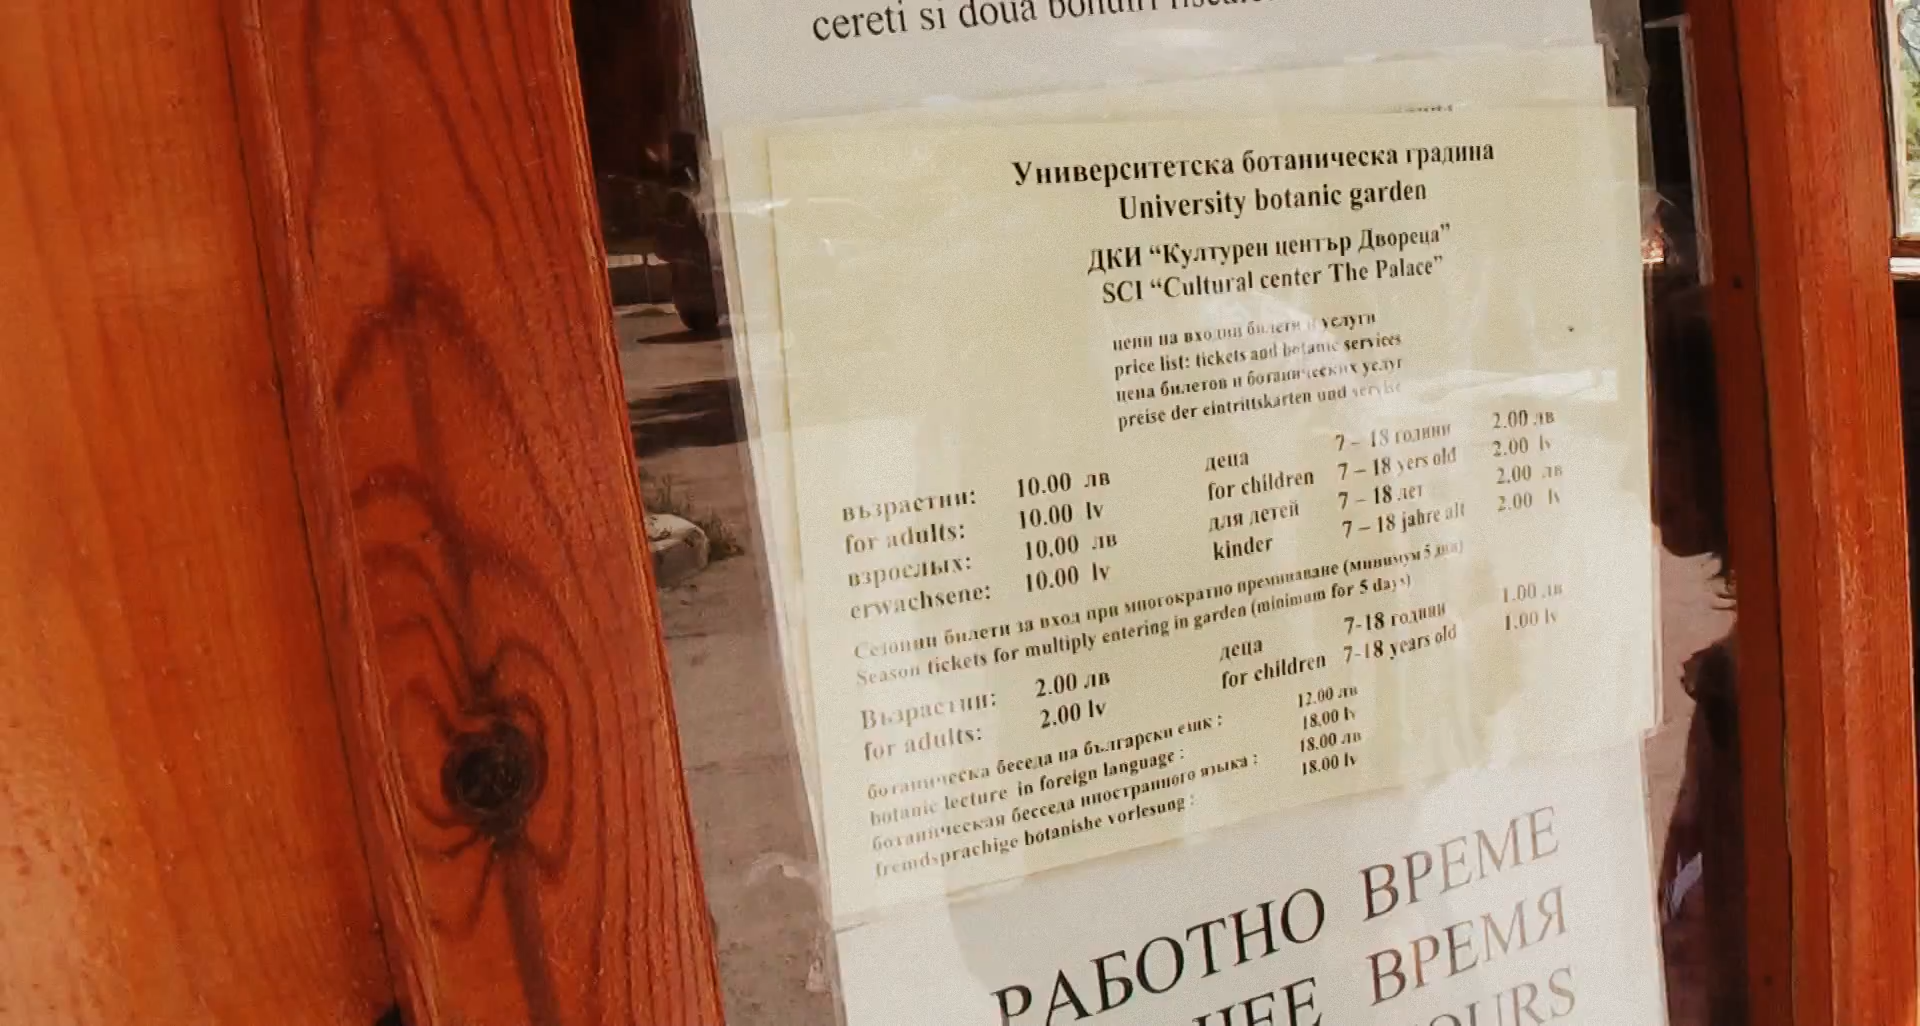 cereti si doua bonuri
Университетска ботаническа градина
University botanic garden
ДКИ “Културен център Двореца”
SCI “Cultural center The Palace”
цени на входни билети и услуги
price list: tickets and botanic services
цена билетов и ботанических услуг
preise der eintrittskarten und servise
възрастни: 10.00 лв деца 7 – 18 години 2.00 лв
for adults: 10.00 lv for children 7 – 18 yers old 2.00 lv
взрослых: 10.00 лв для детей 7 – 18 лет 2.00 лв
erwachsene: 10.00 lv kinder 7 – 18 jahre alt 2.00 lv
Сезонни билети за вход при многократно преминаване (минимум 5 дни)
Season tickets for multiply entering in garden (minimum for 5 days)
Възрастни: 2.00 лв деца 7-18 години 1.00 лв
for adults: 2.00 lv for children 7-18 years old 1.00 lv
ботаническа беседа на български език : 12.00 лв
botanic lecture in foreign language : 18.00 lv
ботаническая бесседа иностранного языка : 18.00 лв
fremdsprachige botanishe vorlesung : 18.00 lv
РАБОТНО ВРЕМЕ
ВРЕМЯ